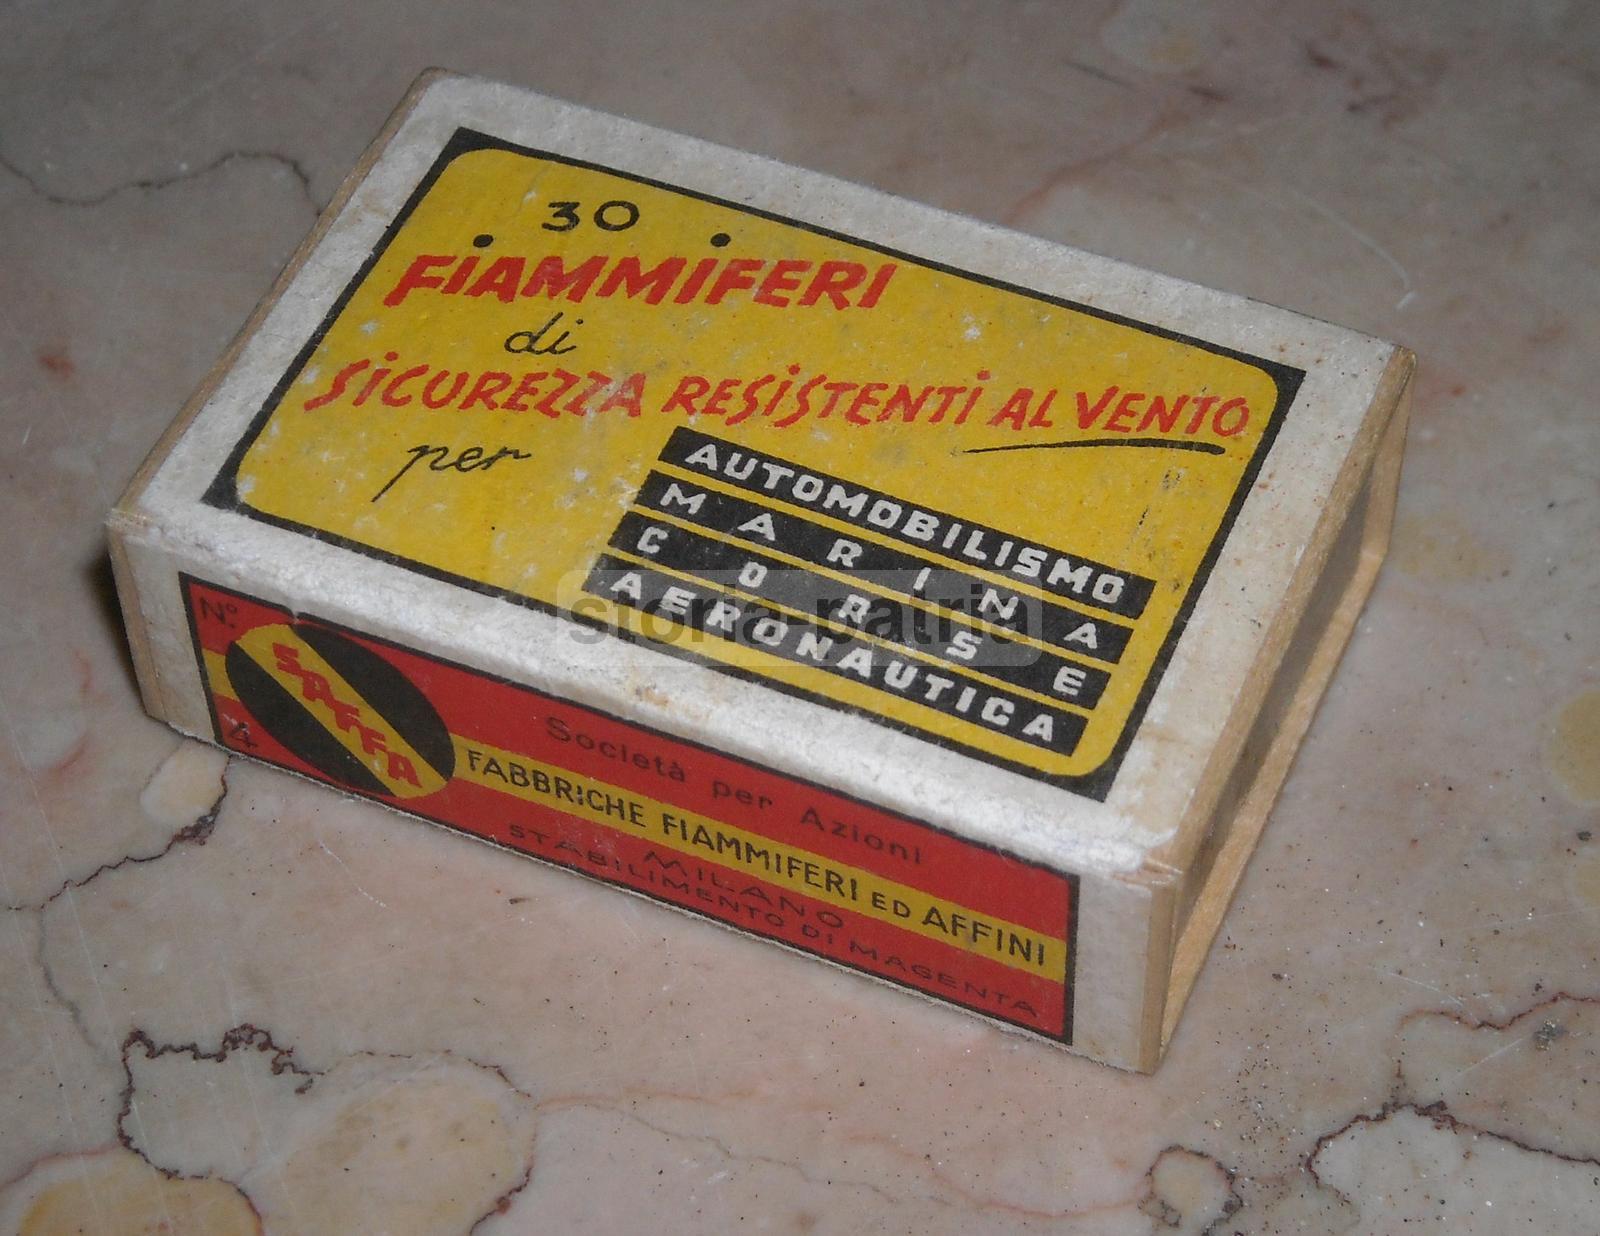 30
FiAMMiFERI
di
SiCUREZZA RESiSTENTi AL VENTO
per
AUTOMOBILISMO
MARINA
CORSE
AERONAUTICA
storia-patria
N.º
4
SAFFA
Società per Azioni
FABBRICHE FIAMMIFERI ED AFFINI
MILANO
STABILIMENTO DI MAGENTA